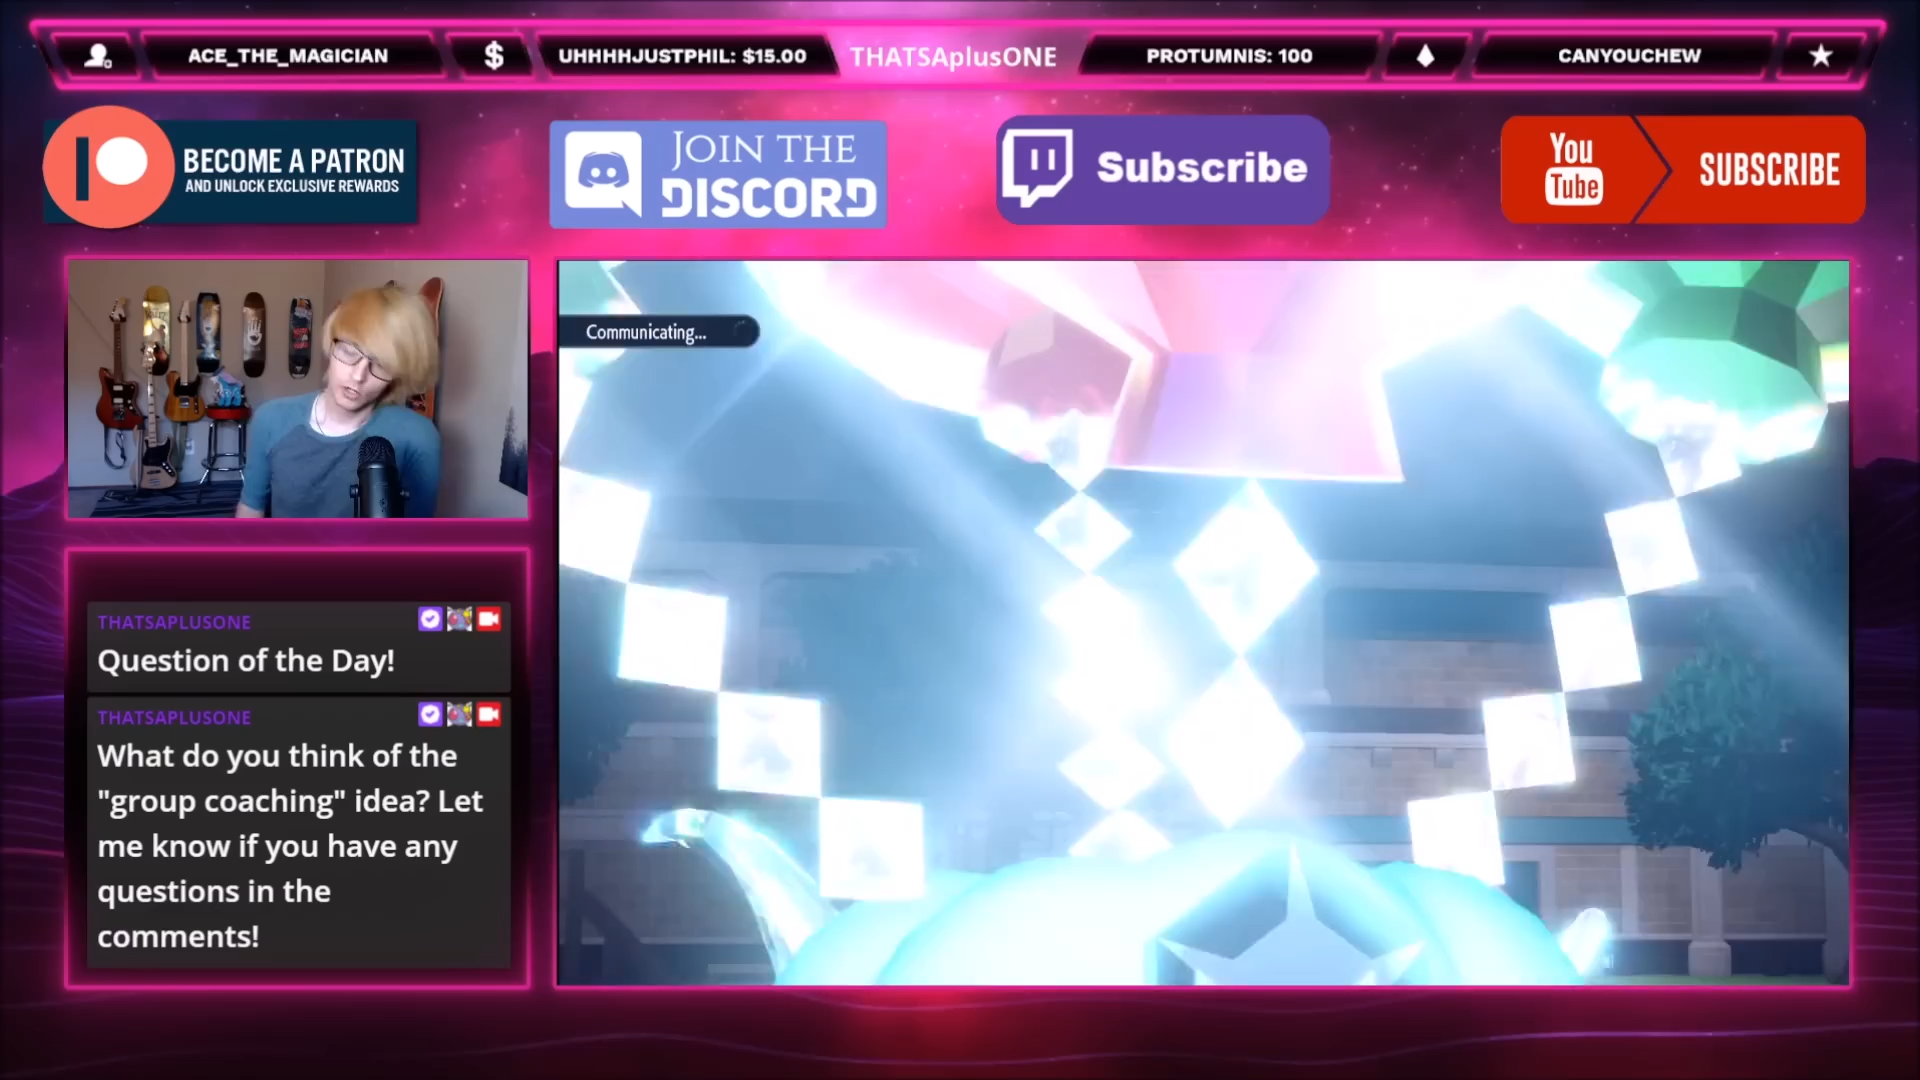 ACE_THE_MAGICIAN
$
UHHHHJUSTPHIL: $15.00
THATSAplusONE
PROTUMNIS: 100
CANYOUCHEW
BECOME A PATRON
AND UNLOCK EXCLUSIVE REWARDS
JOIN THE
DISCORD
Subscribe
You
Tube
SUBSCRIBE
Communicating...
THATSAPLUSONE
Question of the Day!
THATSAPLUSONE
What do you think of the
"group coaching" idea? Let
me know if you have any
questions in the
comments!